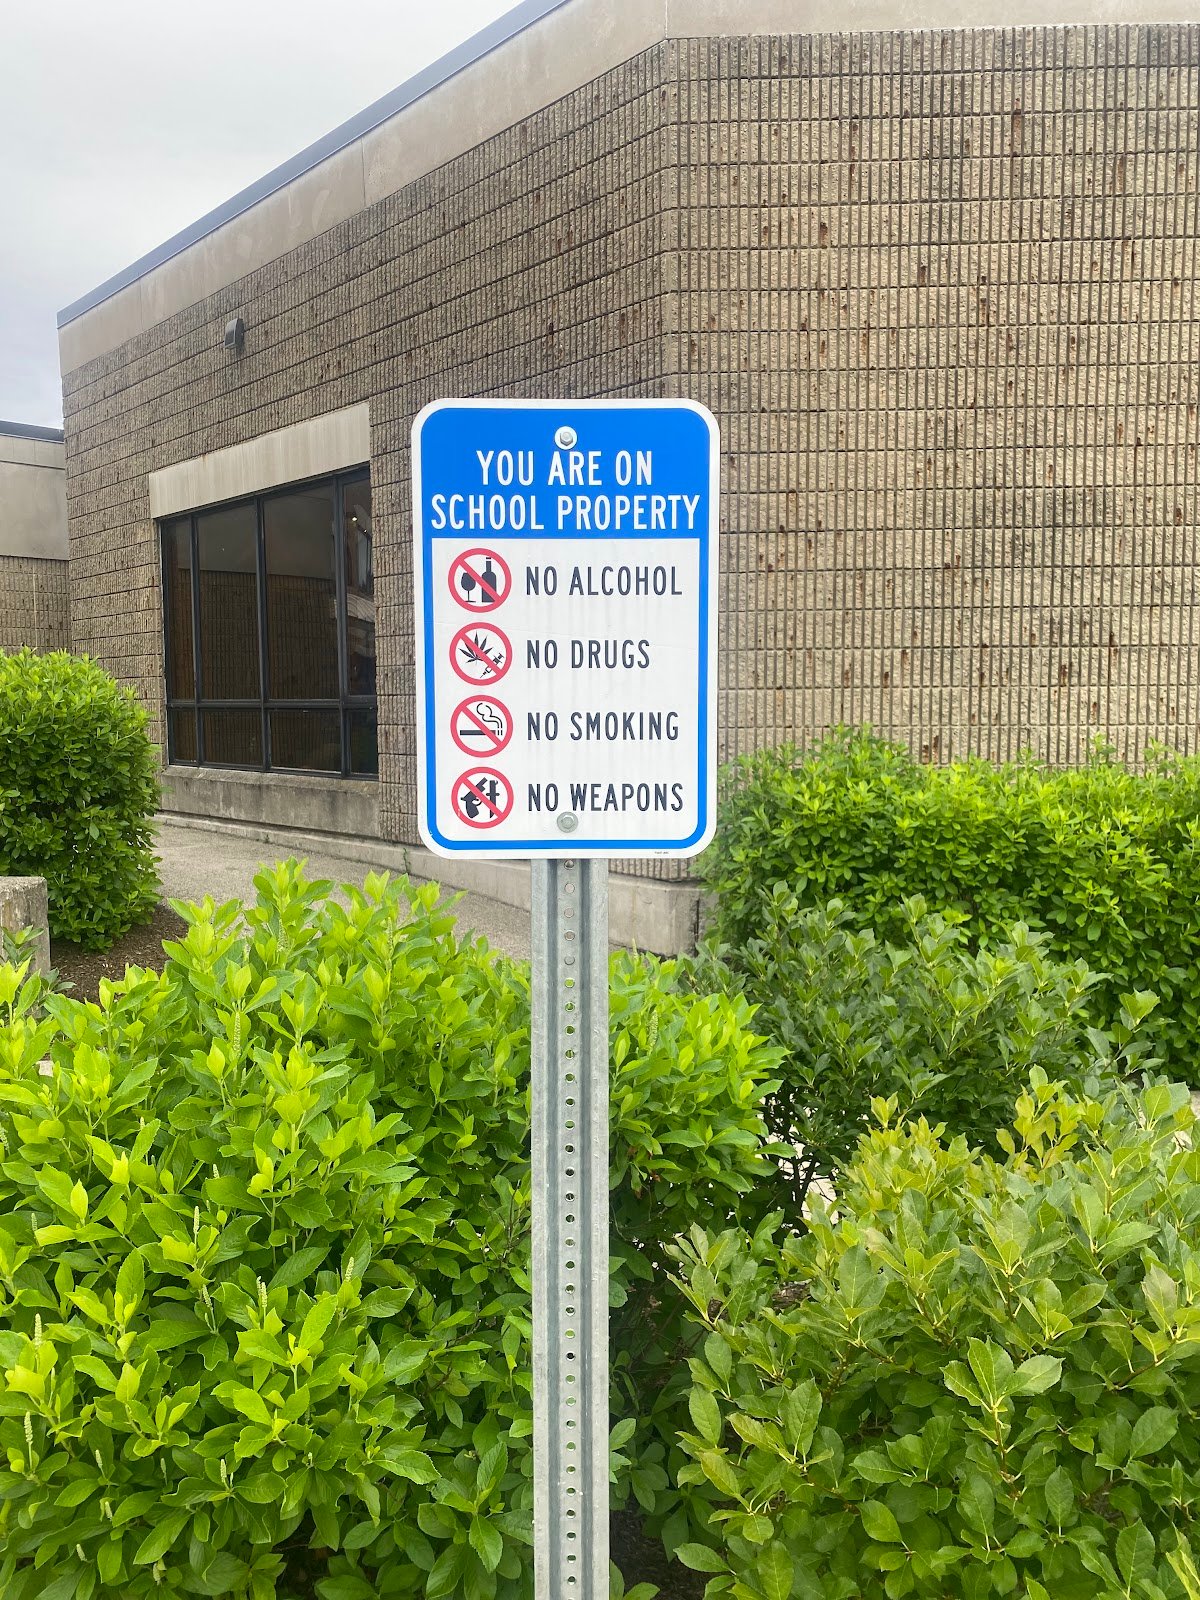 YOU ARE ON
SCHOOL PROPERTY
NO ALCOHOL
NO DRUGS
NO SMOKING
NO WEAPONS